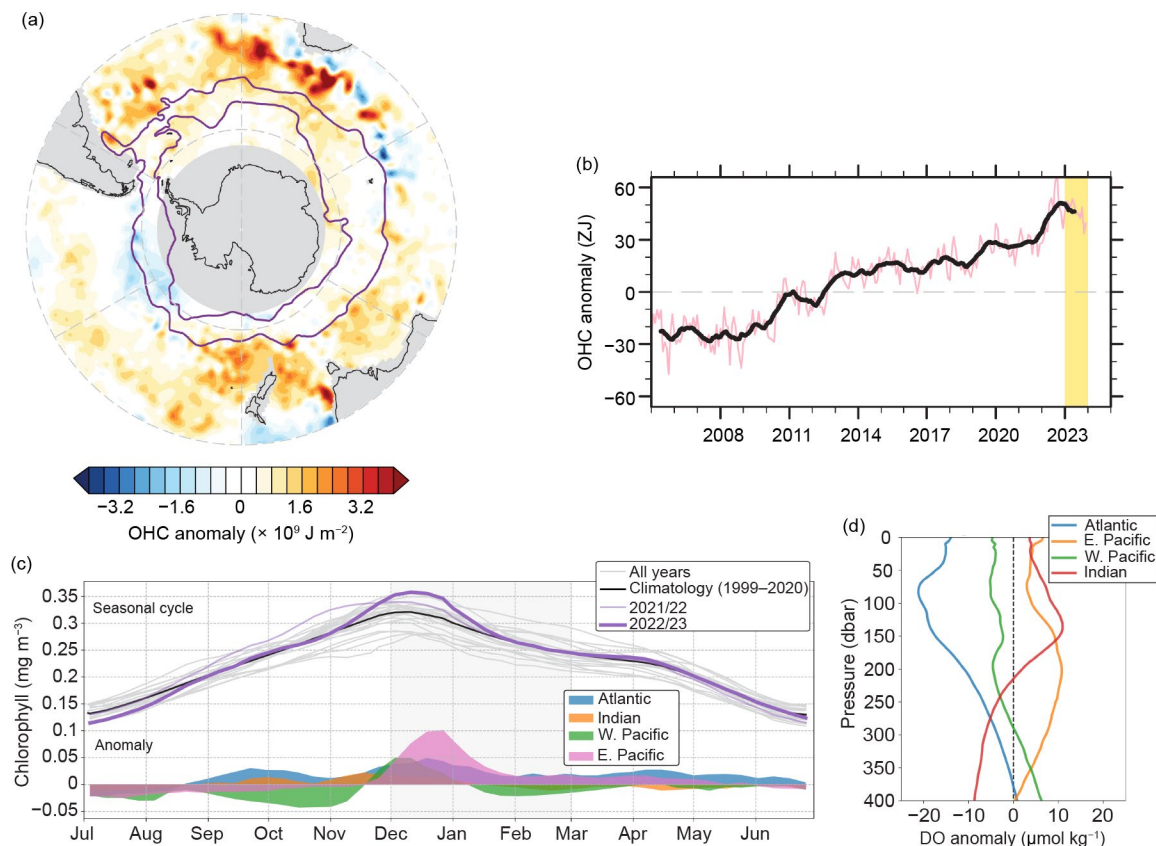 (a)
−3.2 −1.6 0 1.6 3.2
OHC anomaly (× 10⁹ J m⁻²)
(b)
OHC anomaly (ZJ)
60
30
0
−30
−60
2008 2011 2014 2017 2020 2023
(c)
Chlorophyll (mg m⁻³)
0.35
0.3
0.25
0.2
0.15
0.1
0.05
0
−0.05
Seasonal cycle
All years
Climatology (1999–2020)
2021/22
2022/23
Atlantic
Indian
W. Pacific
E. Pacific
Anomaly
Jul Aug Sep Oct Nov Dec Jan Feb Mar Apr May Jun
(d)
Atlantic
E. Pacific
W. Pacific
Indian
Pressure (dbar)
0
50
100
150
200
250
300
350
400
−20 −10 0 10 20
DO anomaly (µmol kg⁻¹)